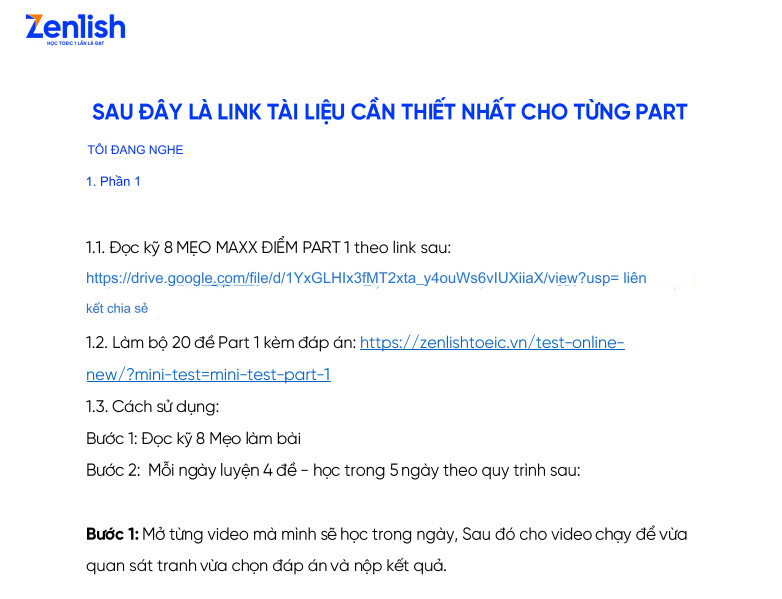 Zenlish
HỌC TOEIC 1 LẦN LÀ ĐẠT
SAU ĐÂY LÀ LINK TÀI LIỆU CẦN THIẾT NHẤT CHO TỪNG PART
TÔI ĐANG NGHE
1. Phần 1
1.1. Đọc kỹ 8 MẸO MAXX ĐIỂM PART 1 theo link sau:
https://drive.google.com/file/d/1YxGLHIx3fMT2xta_y4ouWs6vIUXiiaX/view?usp= liên
kết chia sẻ
1.2. Làm bộ 20 đề Part 1 kèm đáp án: https://zenlishtoeic.vn/test-online-
new/?mini-test=mini-test-part-1
1.3. Cách sử dụng:
Bước 1: Đọc kỹ 8 Mẹo làm bài
Bước 2: Mỗi ngày luyện 4 đề - học trong 5 ngày theo quy trình sau:
Bước 1: Mở từng video mà mình sẽ học trong ngày, Sau đó cho video chạy để vừa
quan sát tranh vừa chọn đáp án và nộp kết quả.